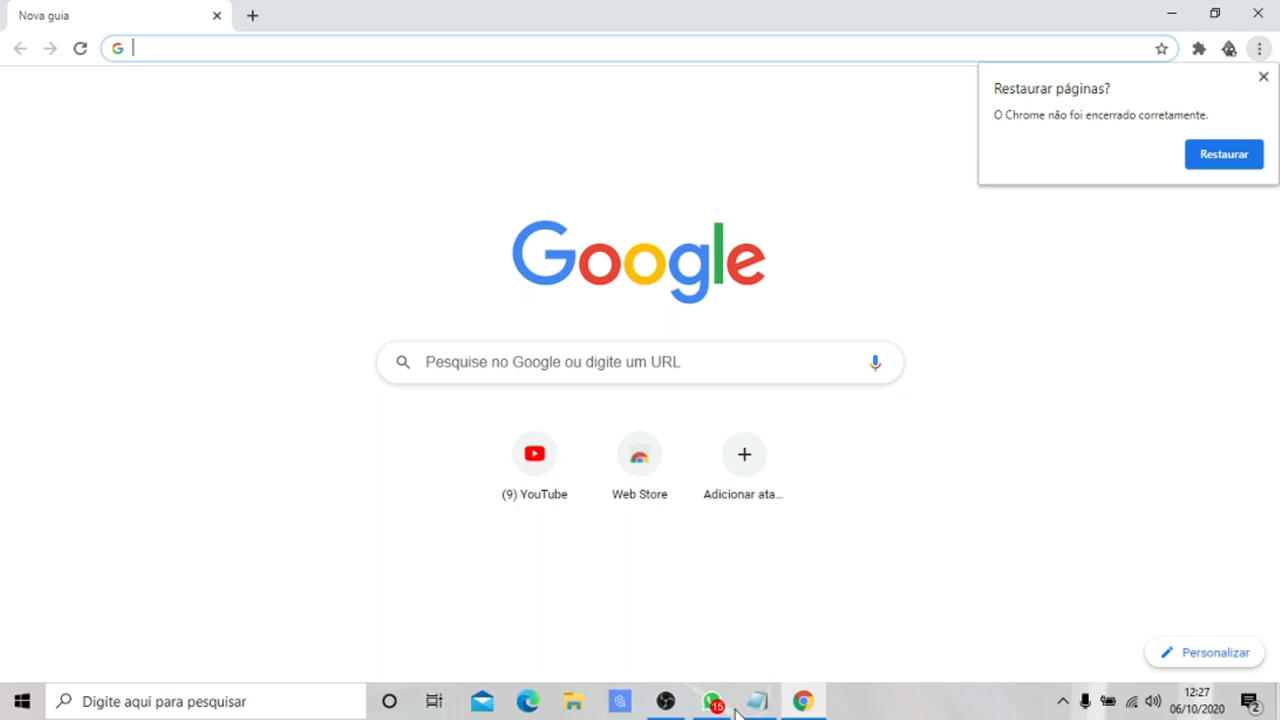 Nova guia
Restaurar páginas?
O Chrome não foi encerrado corretamente.
Restaurar
Google
Pesquise no Google ou digite um URL
(9) YouTube
Web Store
Adicionar ata...
Personalizar
Digite aqui para pesquisar
15
12:27
06/10/2020
2